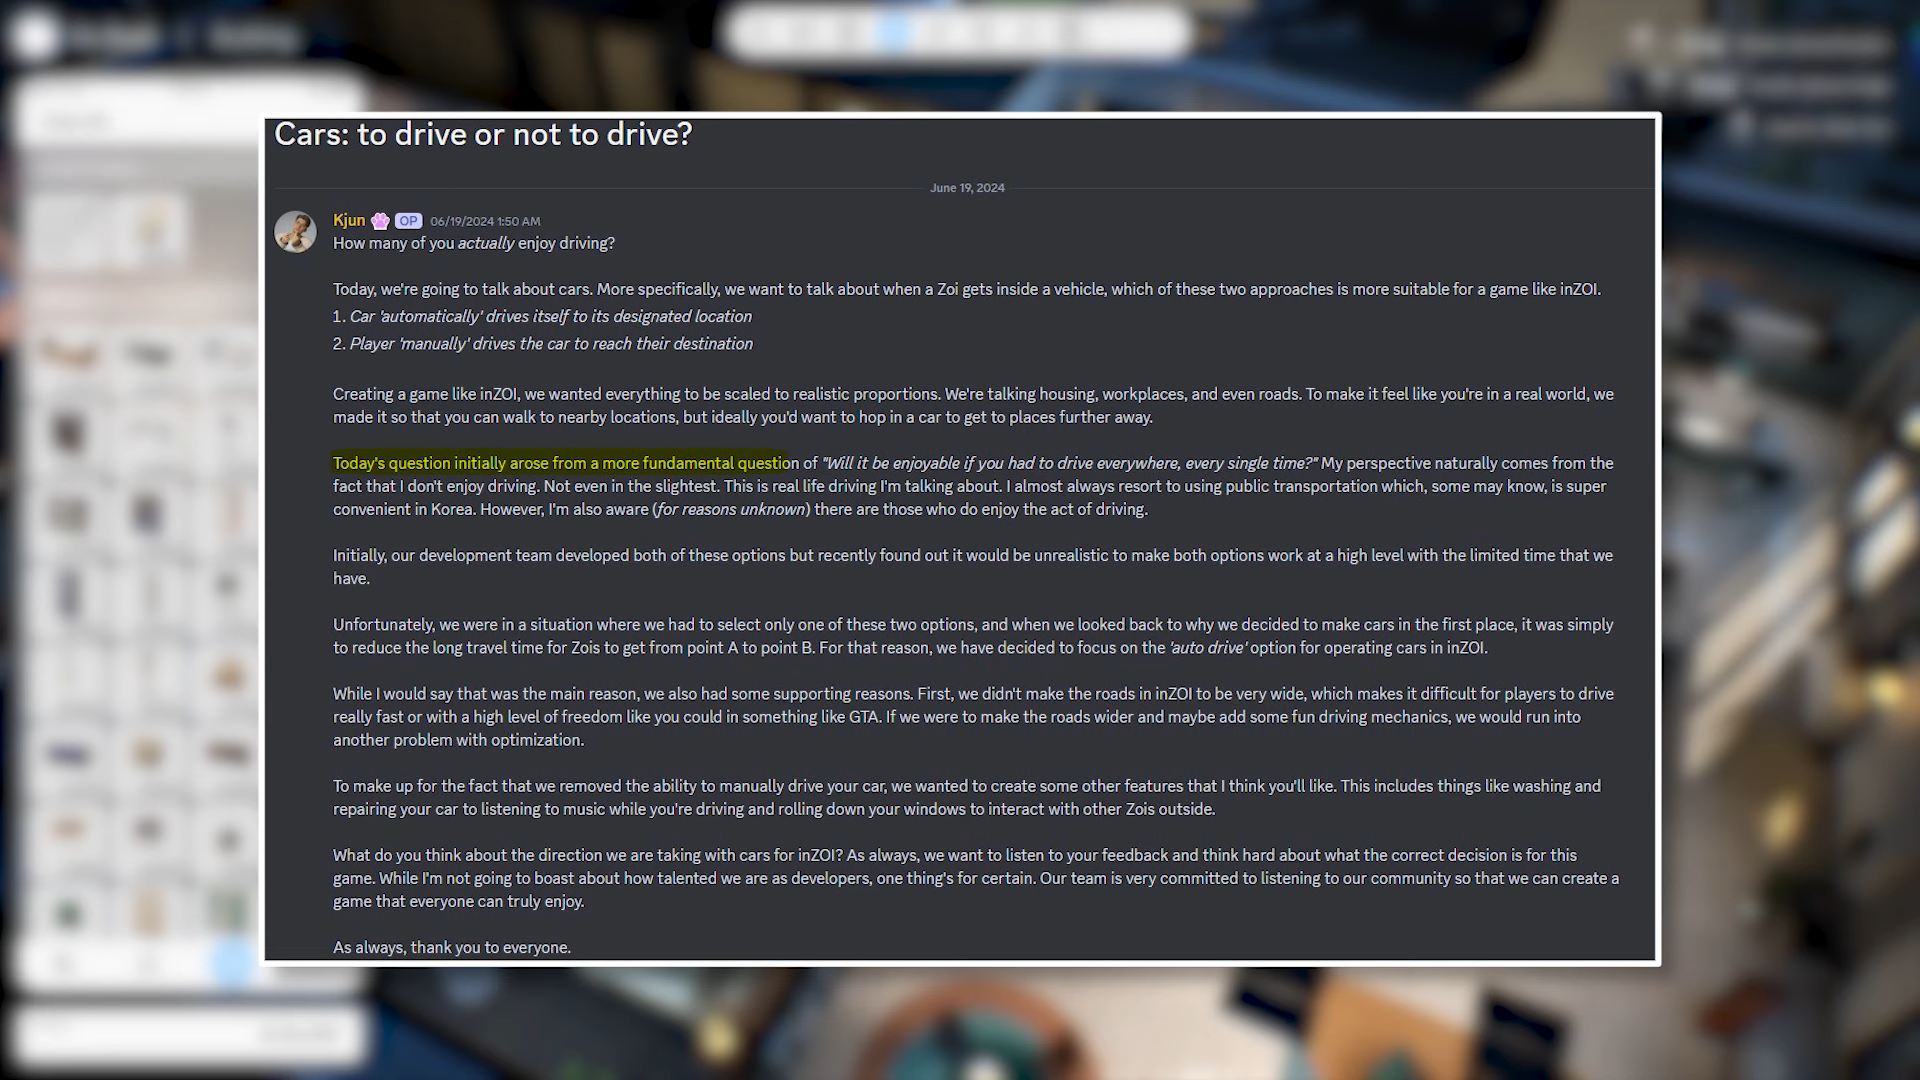 Cars: to drive or not to drive?
June 19, 2024
Kjun OP 06/19/2024 1:50 AM
How many of you actually enjoy driving?
Today, we're going to talk about cars. More specifically, we want to talk about when a Zoi gets inside a vehicle, which of these two approaches is more suitable for a game like inZOI.
1. Car 'automatically' drives itself to its designated location
2. Player 'manually' drives the car to reach their destination
Creating a game like inZOI, we wanted everything to be scaled to realistic proportions. We're talking housing, workplaces, and even roads. To make it feel like you're in a real world, we
made it so that you can walk to nearby locations, but ideally you'd want to hop in a car to get to places further away.
Today's question initially arose from a more fundamental question of "Will it be enjoyable if you had to drive everywhere, every single time?" My perspective naturally comes from the
fact that I don't enjoy driving. Not even in the slightest. This is real life driving I'm talking about. I almost always resort to using public transportation which, some may know, is super
convenient in Korea. However, I'm also aware (for reasons unknown) there are those who do enjoy the act of driving.
Initially, our development team developed both of these options but recently found out it would be unrealistic to make both options work at a high level with the limited time that we
have.
Unfortunately, we were in a situation where we had to select only one of these two options, and when we looked back to why we decided to make cars in the first place, it was simply
to reduce the long travel time for Zois to get from point A to point B. For that reason, we have decided to focus on the 'auto drive' option for operating cars in inZOI.
While I would say that was the main reason, we also had some supporting reasons. First, we didn't make the roads in inZOI to be very wide, which makes it difficult for players to drive
really fast or with a high level of freedom like you could in something like GTA. If we were to make the roads wider and maybe add some fun driving mechanics, we would run into
another problem with optimization.
To make up for the fact that we removed the ability to manually drive your car, we wanted to create some other features that I think you'll like. This includes things like washing and
repairing your car to listening to music while you're driving and rolling down your windows to interact with other Zois outside.
What do you think about the direction we are taking with cars for inZOI? As always, we want to listen to your feedback and think hard about what the correct decision is for this
game. While I'm not going to boast about how talented we are as developers, one thing's for certain. Our team is very committed to listening to our community so that we can create a
game that everyone can truly enjoy.
As always, thank you to everyone.